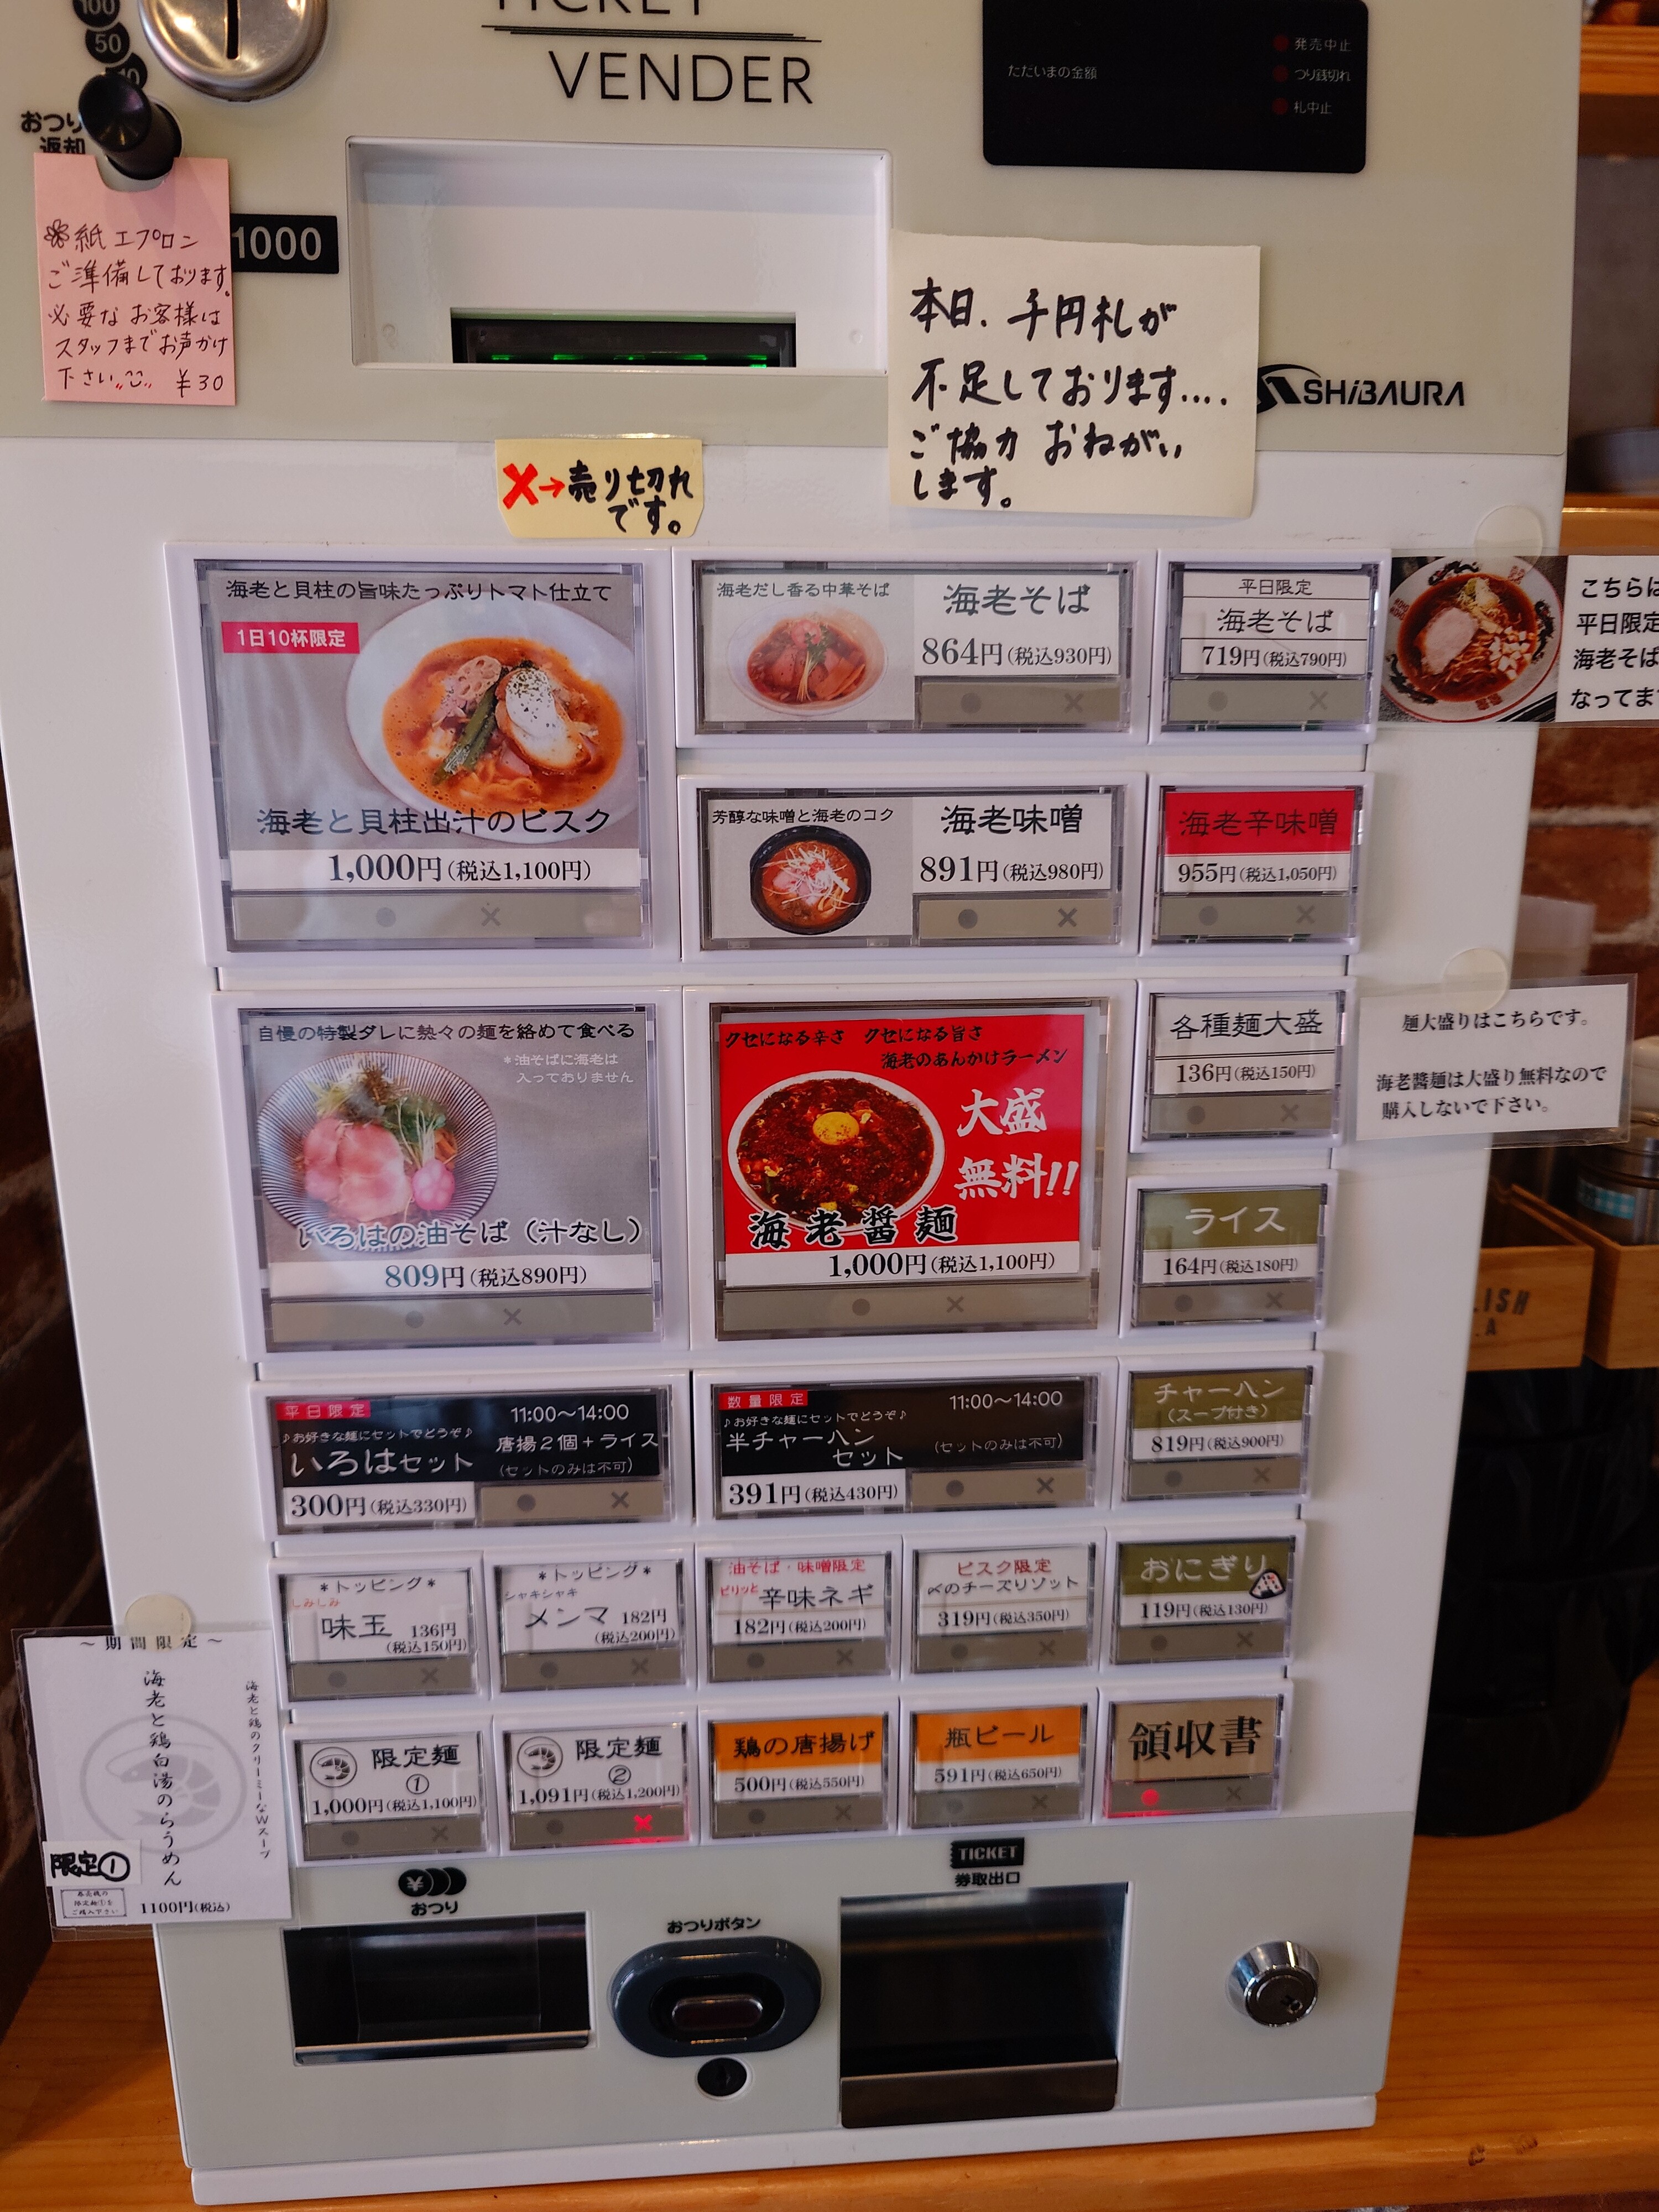 TICKET
VENDER
100
50
10
おつり
返却
ただいまの金額
発売中止
つり銭切れ
札中止
1000
紙エプロン
ご準備しております。
必要なお客様は
スタッフまでお声かけ
下さい ¥30
本日、千円札が
不足しております....
ご協力 おねがい
します。
SHiBAURA
×→売り切れ
です。
海老と貝柱の旨味たっぷりトマト仕立て
1日10杯限定
海老と貝柱出汁のビスク
1,000円(税込1,100円)
海老だし香る中華そば
海老そば
864円(税込930円)
平日限定
海老そば
719円(税込790円)
こちらは
平日限定
海老そば
なってま
芳醇な味噌と海老のコク
海老味噌
891円(税込980円)
海老辛味噌
955円(税込1,050円)
自慢の特製ダレに熱々の麺を絡めて食べる
*油そばに海老は
入っておりません
いろはの油そば(汁なし)
809円(税込890円)
クセになる辛さ クセになる旨さ
海老のあんかけラーメン
大盛
無料!!
海老醤麺
1,000円(税込1,100円)
各種麺大盛
136円(税込150円)
麺大盛りはこちらです。
海老醤麺は大盛り無料なので
購入しないで下さい。
ライス
164円(税込180円)
平日限定
11:00〜14:00
♪お好きな麺にセットでどうぞ♪
唐揚2個+ライス
いろはセット
(セットのみは不可)
300円(税込330円)
数量限定
11:00〜14:00
♪お好きな麺にセットでどうぞ♪
半チャーハン
セット
(セットのみは不可)
391円(税込430円)
チャーハン
(スープ付き)
819円(税込900円)
*トッピング*
しみしみ
味玉 136円
(税込150円)
*トッピング*
シャキシャキ
メンマ 182円
(税込200円)
油そば・味噌限定
ピリッと辛味ネギ
182円(税込200円)
ビスク限定
〆のチーズリゾット
319円(税込350円)
おにぎり
119円(税込130円)
限定麺
①
1,000円(税込1,100円)
限定麺
②
1,091円(税込1,200円)
鶏の唐揚げ
500円(税込550円)
瓶ビール
591円(税込650円)
領収書
〜期間限定〜
海老と鶏のクリーミーなWスープ
海老と鶏白湯のらうめん
限定①
券売機の
限定麺①を
ご購入下さい
1100円(税込)
おつり
おつりボタン
TICKET
券取出口
LISH